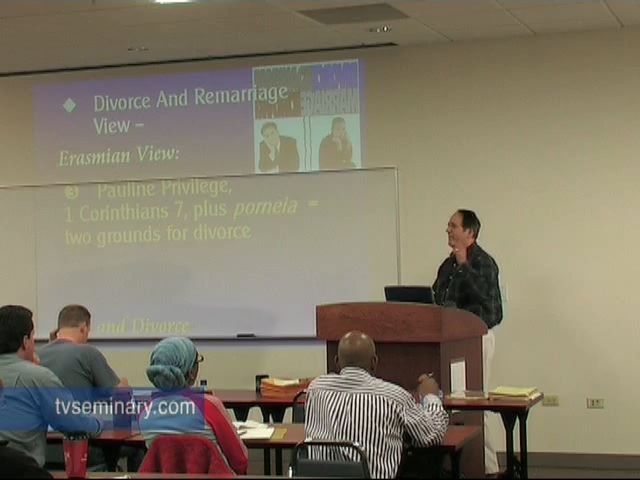 Divorce And Remarriage
View –
Erasmian View:
Pauline Privilege,
1 Corinthians 7, plus porneia =
two grounds for divorce
and Divorce
tvseminary.com